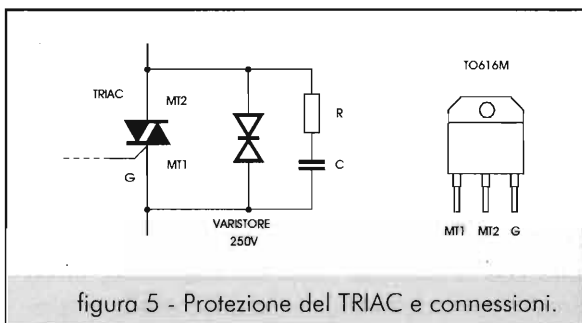 TRIAC
MT2
G
MT1
R
C
VARISTORE
250V
TO616M
MT1 MT2 G
figura 5 - Protezione del TRIAC e connessioni.